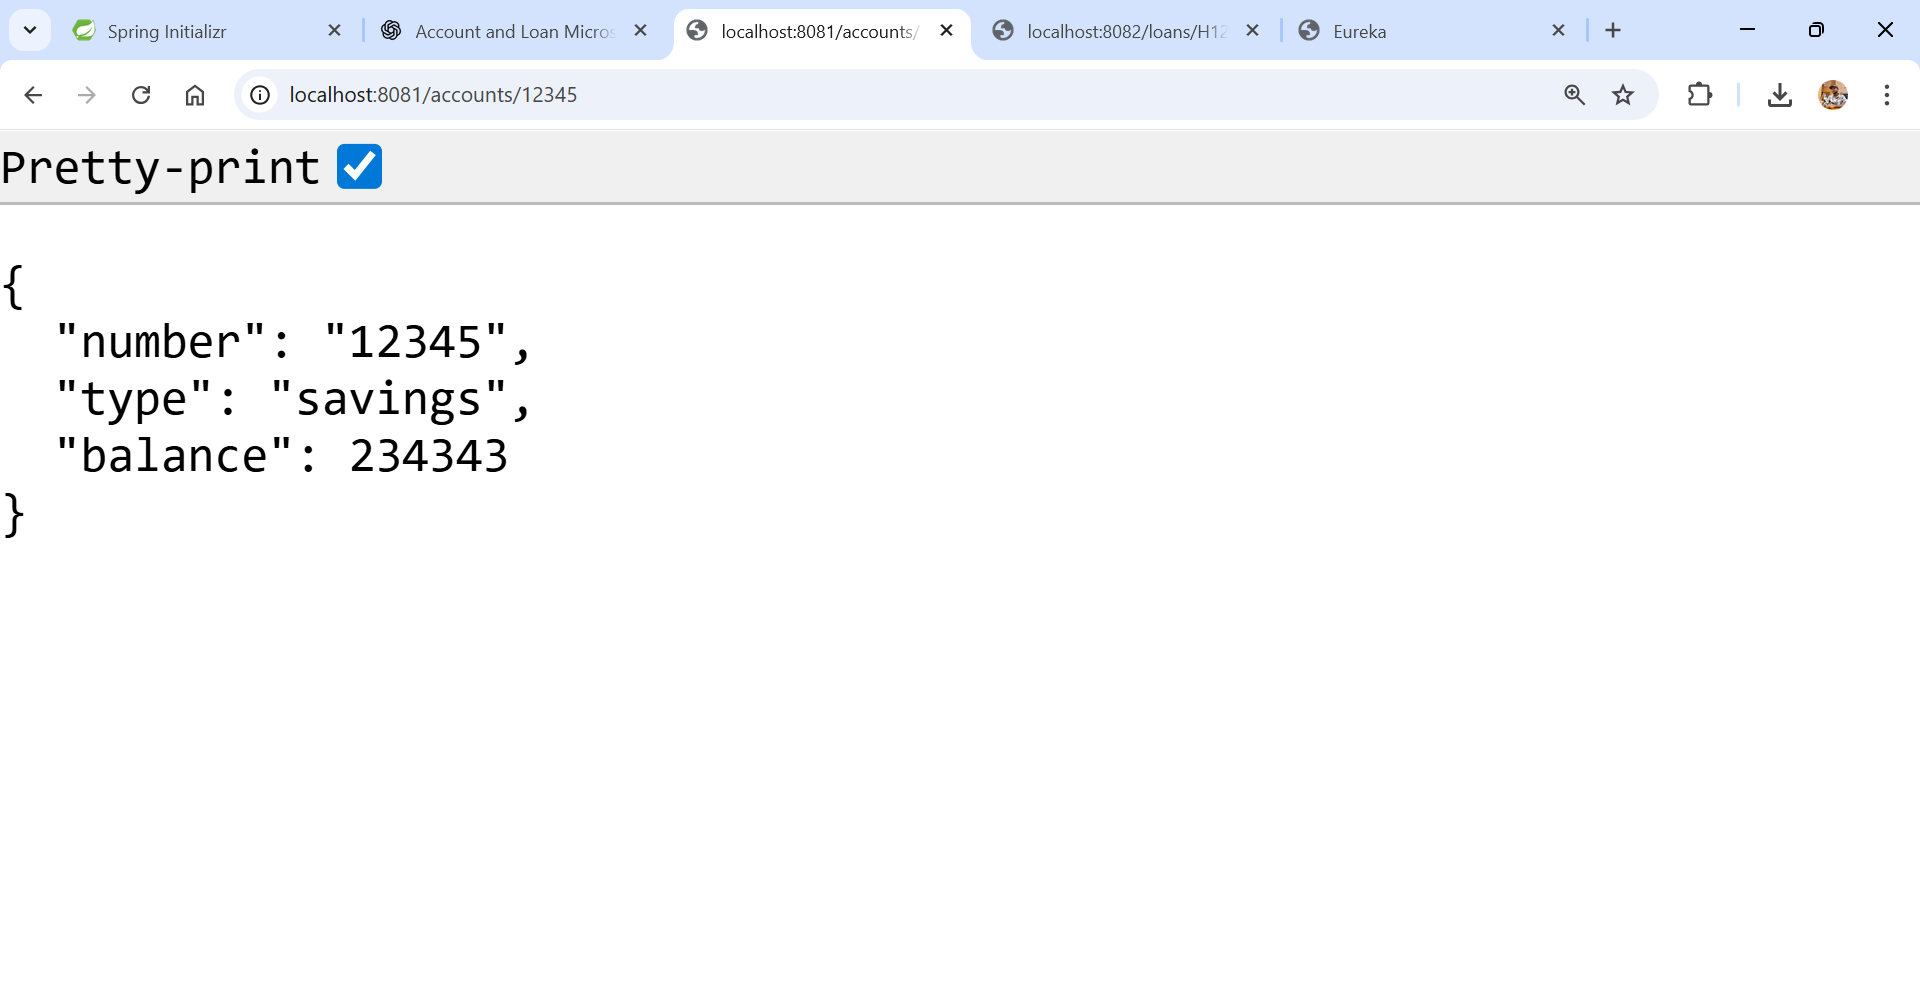 Spring Initializr
Account and Loan Micros
localhost:8081/accounts/
localhost:8082/loans/H12
Eureka
localhost:8081/accounts/12345
Pretty-print
{
"number": "12345",
"type": "savings",
"balance": 234343
}